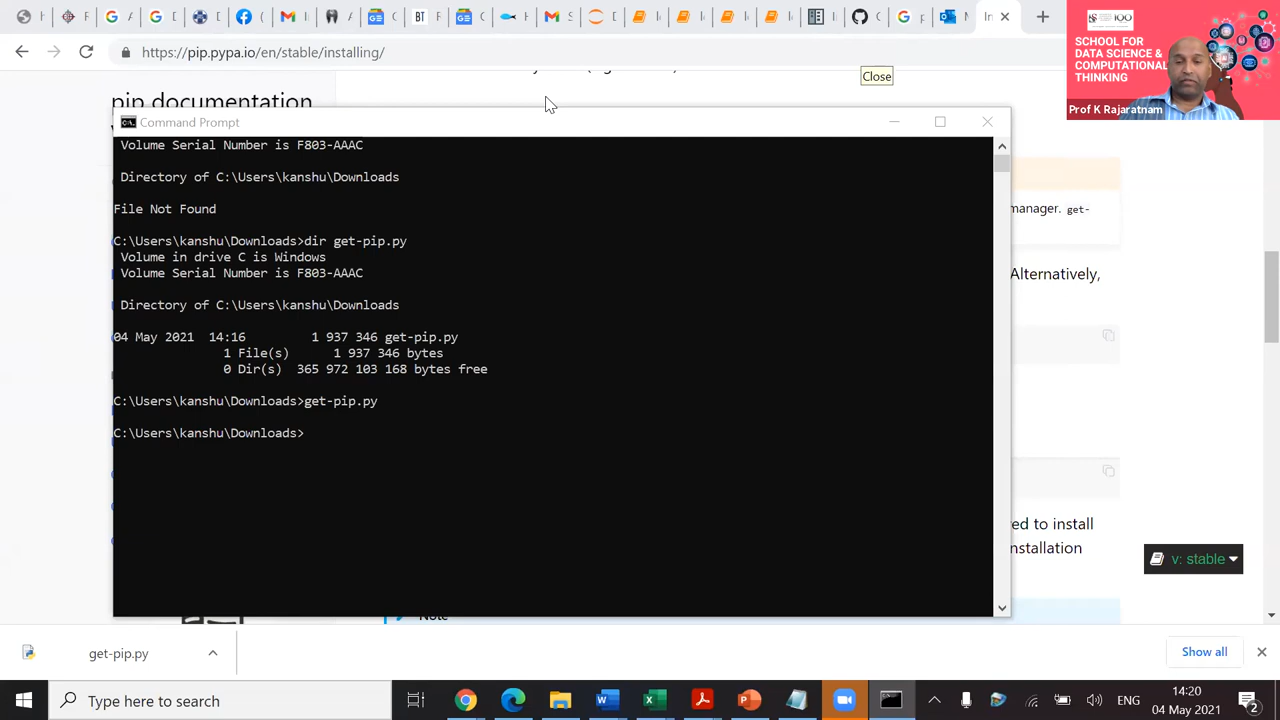 https://pip.pypa.io/en/stable/installing/
Close
pip documentation
SCHOOL FOR
DATA SCIENCE &
COMPUTATIONAL
THINKING
100
Prof K Rajaratnam
Command Prompt
Volume Serial Number is F803-AAAC
Directory of C:\Users\kanshu\Downloads
File Not Found
C:\Users\kanshu\Downloads>dir get-pip.py
Volume in drive C is Windows
Volume Serial Number is F803-AAAC
Directory of C:\Users\kanshu\Downloads
04 May 2021 14:16 1 937 346 get-pip.py
1 File(s) 1 937 346 bytes
0 Dir(s) 365 972 103 168 bytes free
C:\Users\kanshu\Downloads>get-pip.py
C:\Users\kanshu\Downloads>
manager. get-
Alternatively,
to install
v: stable
Note
get-pip.py
Show all
Type here to search
ENG
14:20
04 May 2021
2